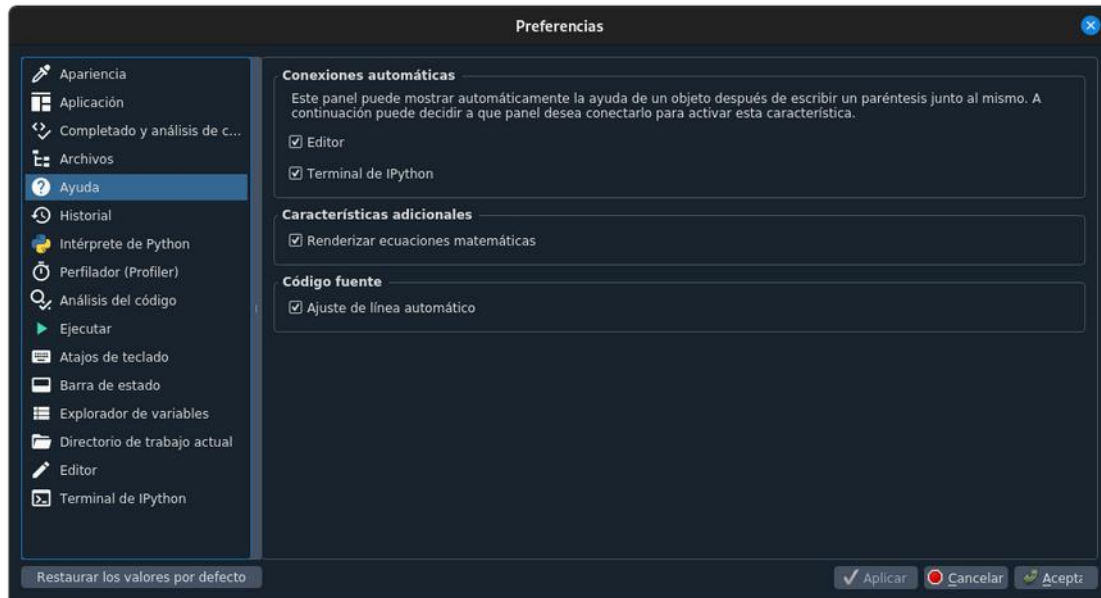 Preferencias
Apariencia
Aplicación
Completado y análisis de c...
Archivos
Ayuda
Historial
Intérprete de Python
Perfilador (Profiler)
Análisis del código
Ejecutar
Atajos de teclado
Barra de estado
Explorador de variables
Directorio de trabajo actual
Editor
Terminal de IPython
Conexiones automáticas
Este panel puede mostrar automáticamente la ayuda de un objeto después de escribir un paréntesis junto al mismo. A
continuación puede decidir a que panel desea conectarlo para activar esta característica.
Editor
Terminal de IPython
Características adicionales
Renderizar ecuaciones matemáticas
Código fuente
Ajuste de línea automático
Restaurar los valores por defecto
Aplicar
Cancelar
Acepta